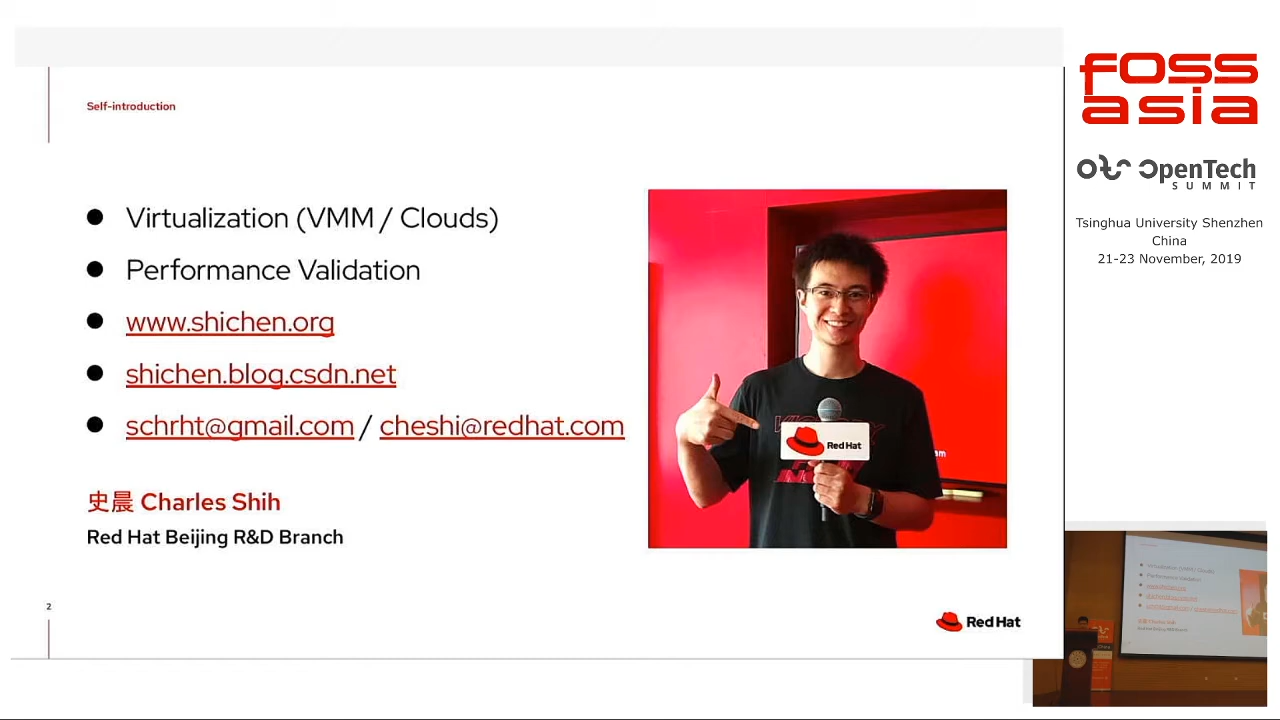 Self-introduction
Virtualization (VMM / Clouds)
Performance Validation
www.shichen.org
shichen.blog.csdn.net
schrht@gmail.com / cheshi@redhat.com
史晨 Charles Shih
Red Hat Beijing R&D Branch
2
Red Hat
Red Hat
FOSS
asia
OpenTech
SUMMIT
Tsinghua University Shenzhen
China
21-23 November, 2019